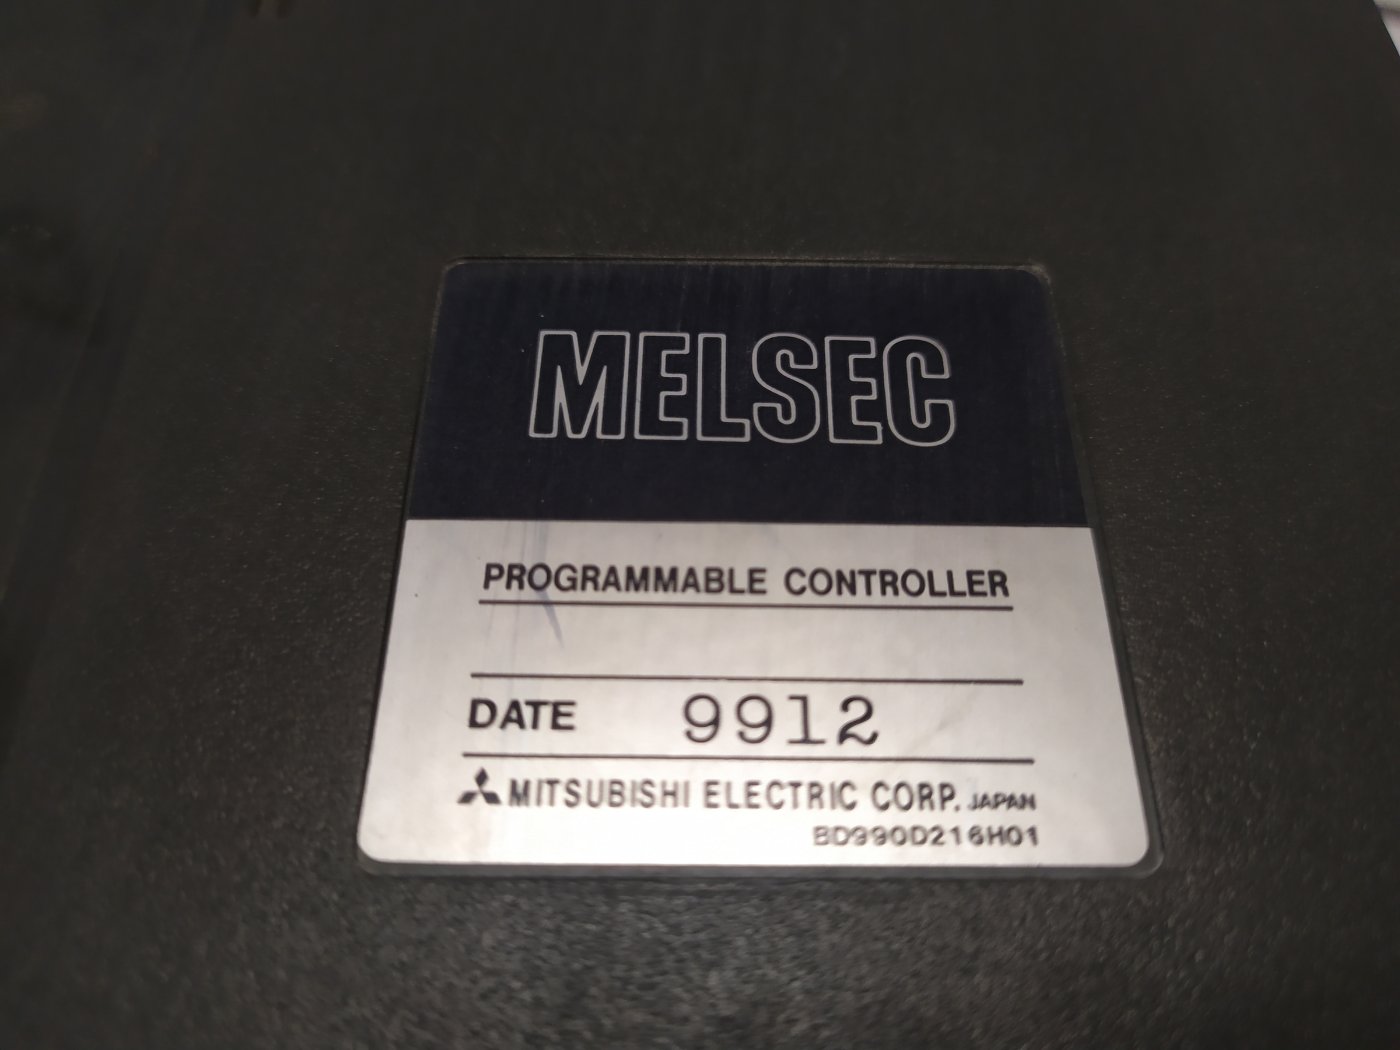 MELSEC
PROGRAMMABLE CONTROLLER
DATE 9912
MITSUBISHI ELECTRIC CORP. JAPAN
BD990D216H01